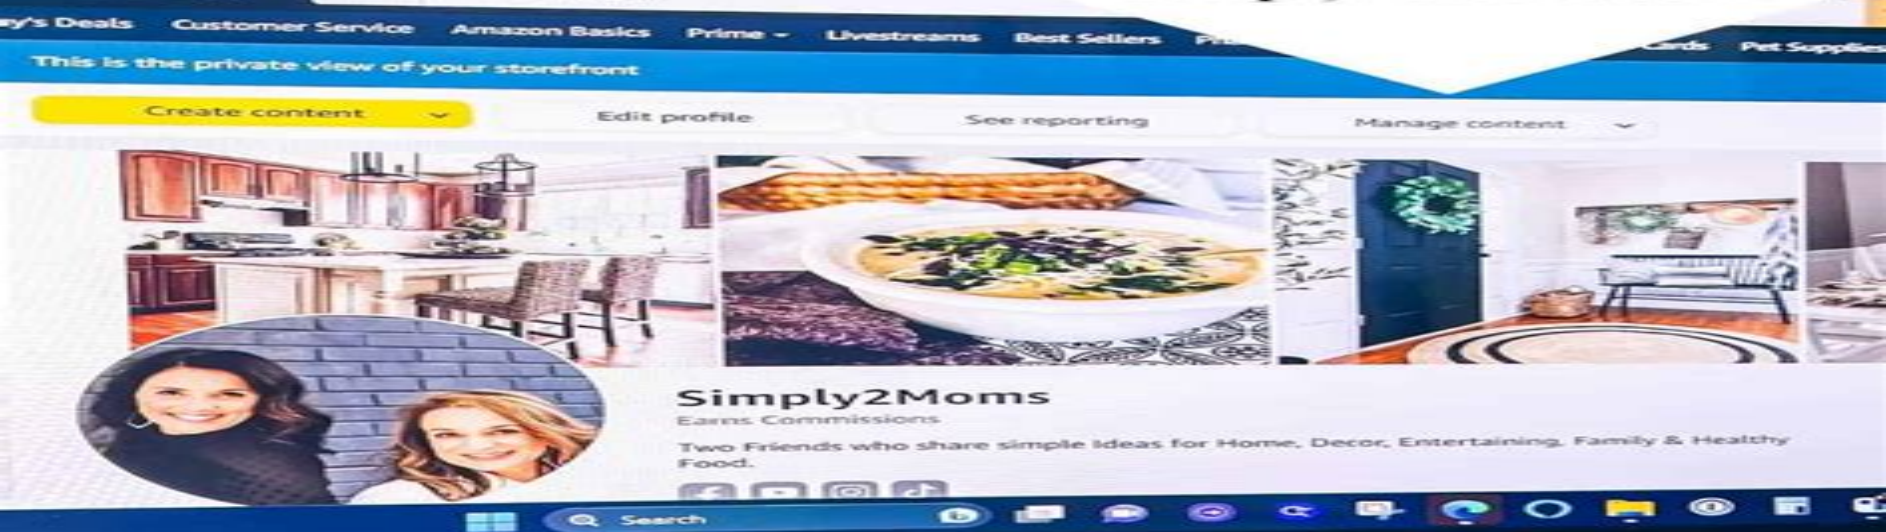 Deals
Customer Service
Amazon Basics
Prime
Livestreams
Best Sellers
Pet Supplies
This is the private view of your storefront
Create content
Edit profile
See reporting
Manage content
Simply2Moms
Earns Commissions
Two Friends who share simple Ideas for Home, Decor, Entertaining, Family & Healthy
Food.
Search